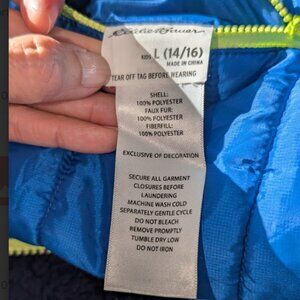 Eddie Bauer
KIDS L (14/16)
MADE IN CHINA
TEAR OFF TAG BEFORE WEARING
SHELL:
100% POLYESTER
FAUX FUR:
100% POLYESTER
FIBERFILL:
100% POLYESTER
EXCLUSIVE OF DECORATION
SECURE ALL GARMENT
CLOSURES BEFORE
LAUNDERING
MACHINE WASH COLD
SEPARATELY GENTLE CYCLE
DO NOT BLEACH
REMOVE PROMPTLY
TUMBLE DRY LOW
DO NOT IRON